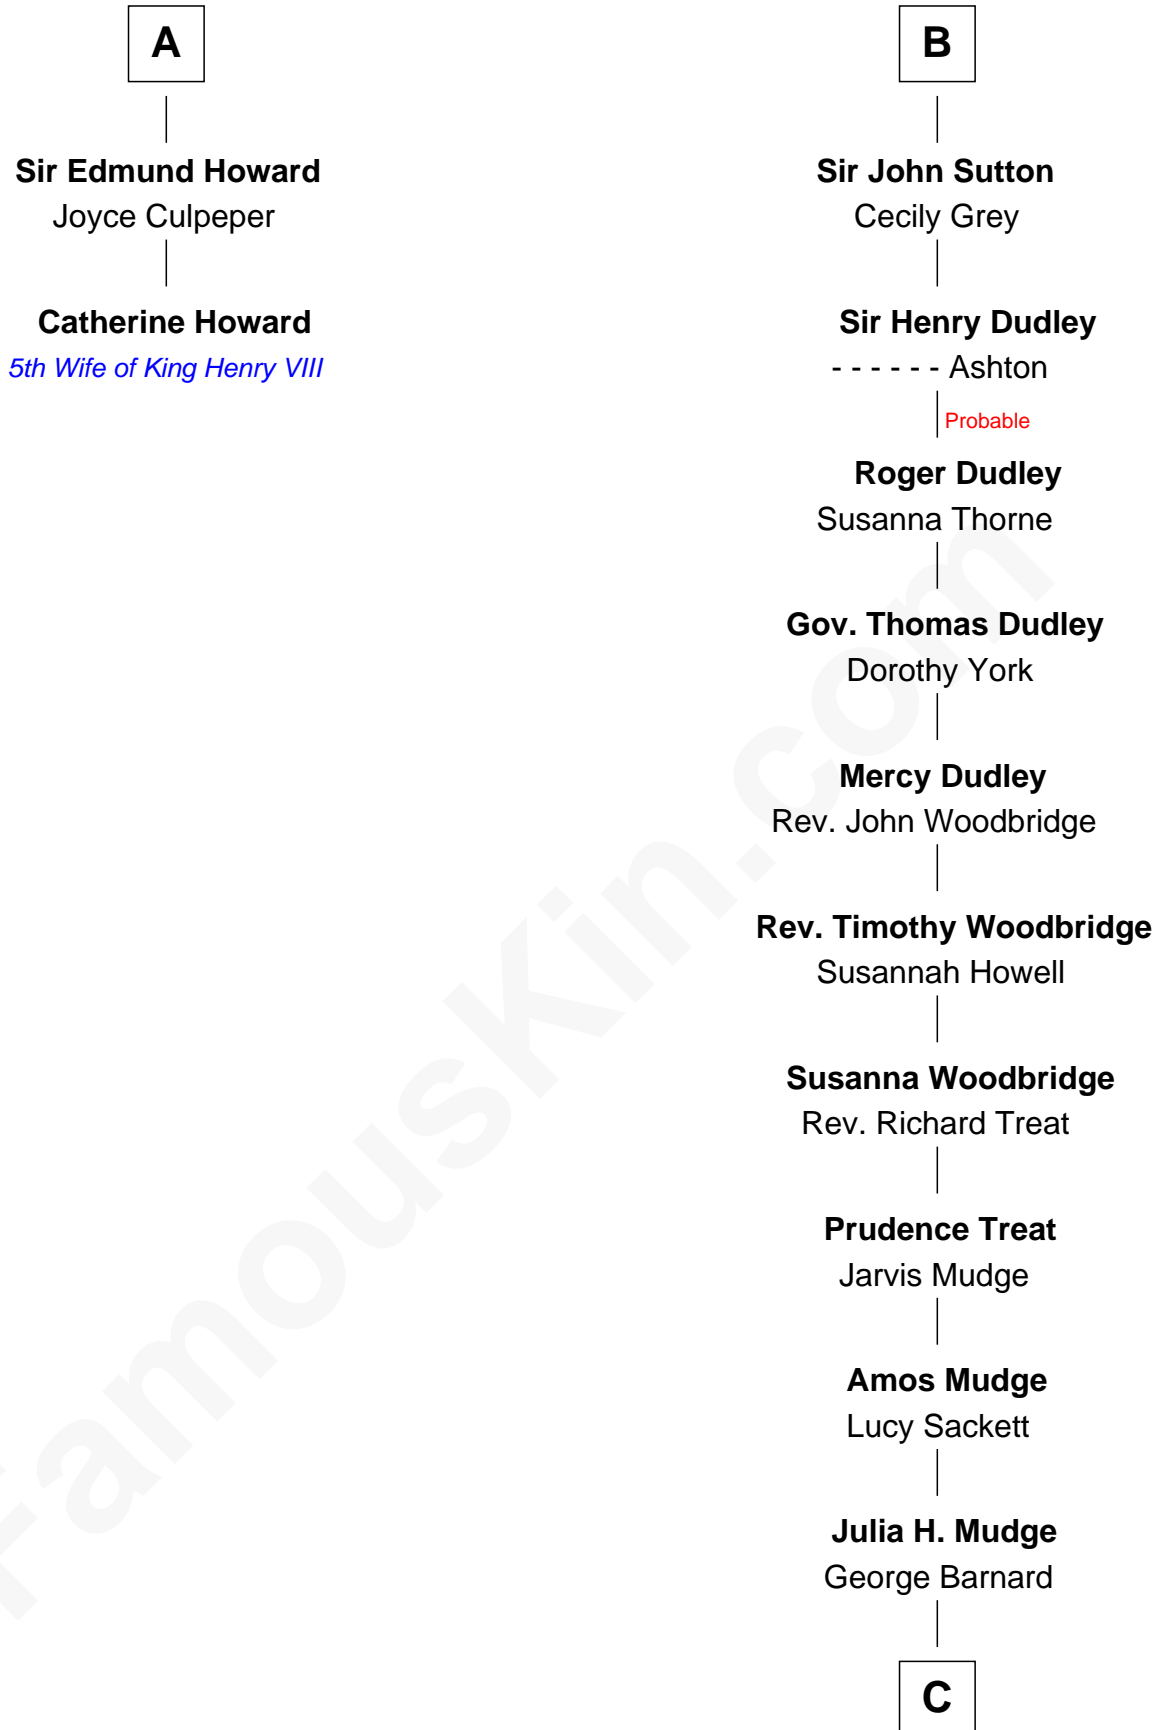 A
Sir Edmund Howard
Joyce Culpeper
Catherine Howard
5th Wife of King Henry VIII
B
Sir John Sutton
Cecily Grey
Sir Henry Dudley
- - - - - - Ashton
Probable
Roger Dudley
Susanna Thorne
Gov. Thomas Dudley
Dorothy York
Mercy Dudley
Rev. John Woodbridge
Rev. Timothy Woodbridge
Susannah Howell
Susanna Woodbridge
Rev. Richard Treat
Prudence Treat
Jarvis Mudge
Amos Mudge
Lucy Sackett
Julia H. Mudge
George Barnard
C
FamousKin.com